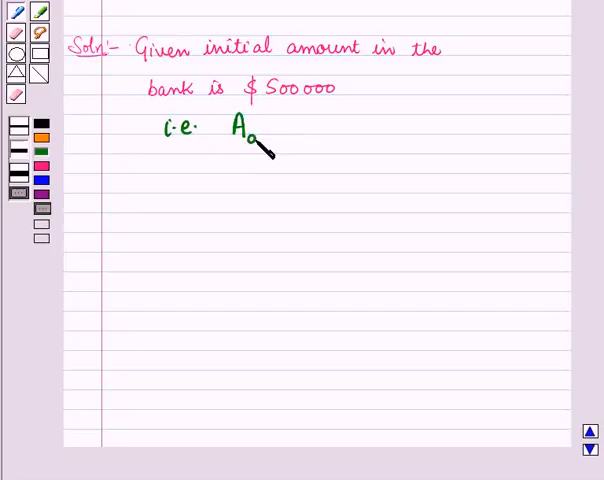 Soln:- Given initial amount in the
bank is $ 500000
i.e. A₀